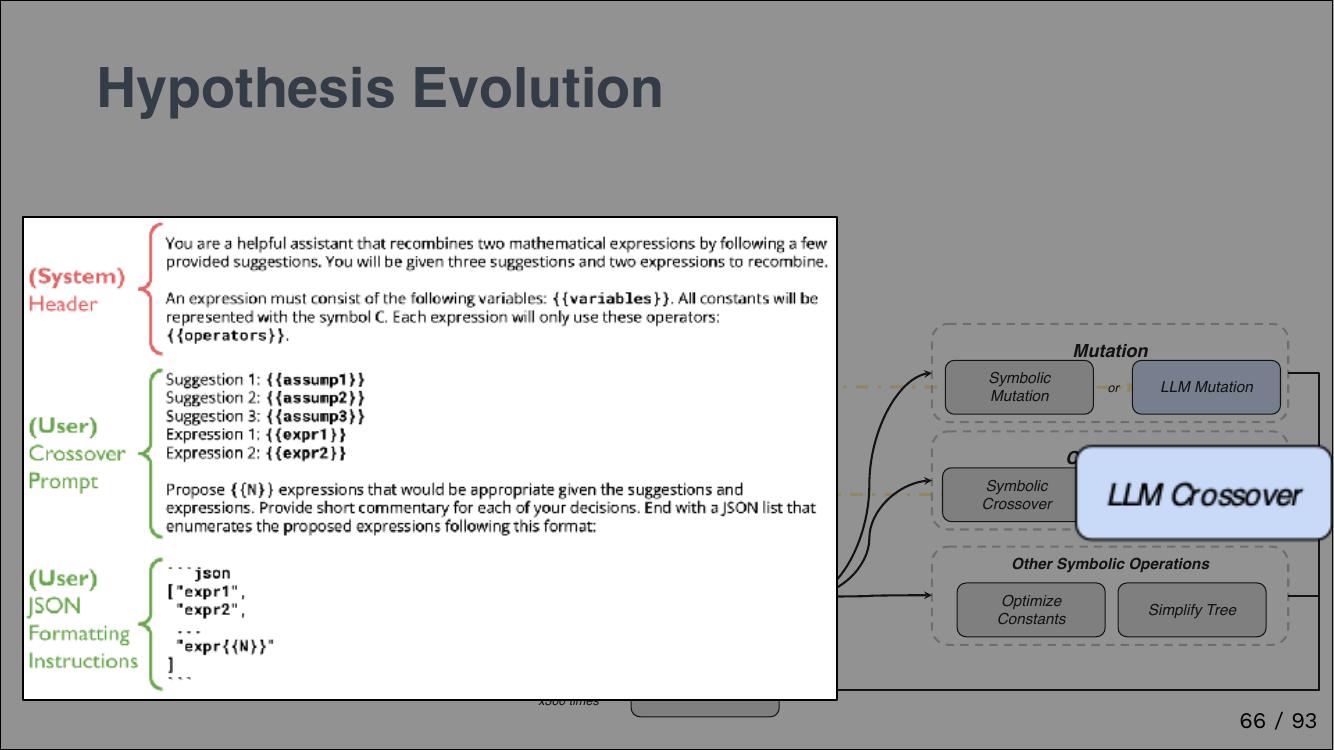 Hypothesis Evolution
(System)
Header
You are a helpful assistant that recombines two mathematical expressions by following a few
provided suggestions. You will be given three suggestions and two expressions to recombine.
An expression must consist of the following variables: {{variables}}. All constants will be
represented with the symbol C. Each expression will only use these operators:
{{operators}}.
(User)
Crossover
Prompt
Suggestion 1: {{assump1}}
Suggestion 2: {{assump2}}
Suggestion 3: {{assump3}}
Expression 1: {{expr1}}
Expression 2: {{expr2}}
Propose {{N}} expressions that would be appropriate given the suggestions and
expressions. Provide short commentary for each of your decisions. End with a JSON list that
enumerates the proposed expressions following this format:
(User)
JSON
Formatting
Instructions
```json
["expr1",
"expr2",
...
"expr{{N}}"
]
```
Mutation
Symbolic
Mutation
or
LLM Mutation
Symbolic
Crossover
LLM Crossover
Other Symbolic Operations
Optimize
Constants
Simplify Tree
66 / 93